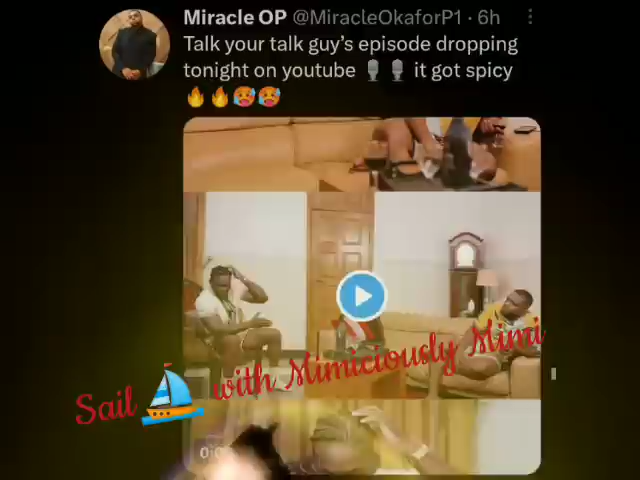 Miracle OP @MiracleOkaforP1 · 6h
Talk your talk guy's episode dropping
tonight on youtube 🎙️🎙️ it got spicy
🔥🔥🥵🥵
Sail ⛵ with Mimiciously Mimi